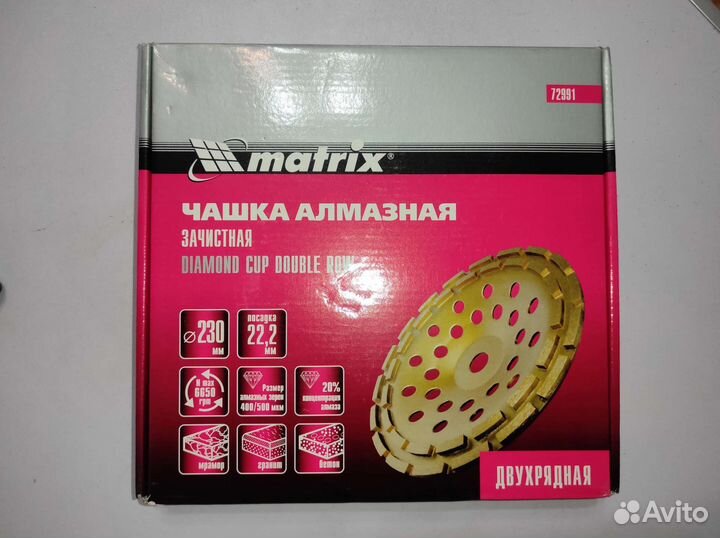 72991
matrix®
ЧАШКА АЛМАЗНАЯ
ЗАЧИСТНАЯ
DIAMOND CUP DOUBLE ROW
Ø 230 мм
посадка 22,2 мм
N max 6650 rpm
Размер алмазных зерен 400/500 мкм
20% концентрация алмаза
мрамор
гранит
бетон
ДВУХРЯДНАЯ
Avito